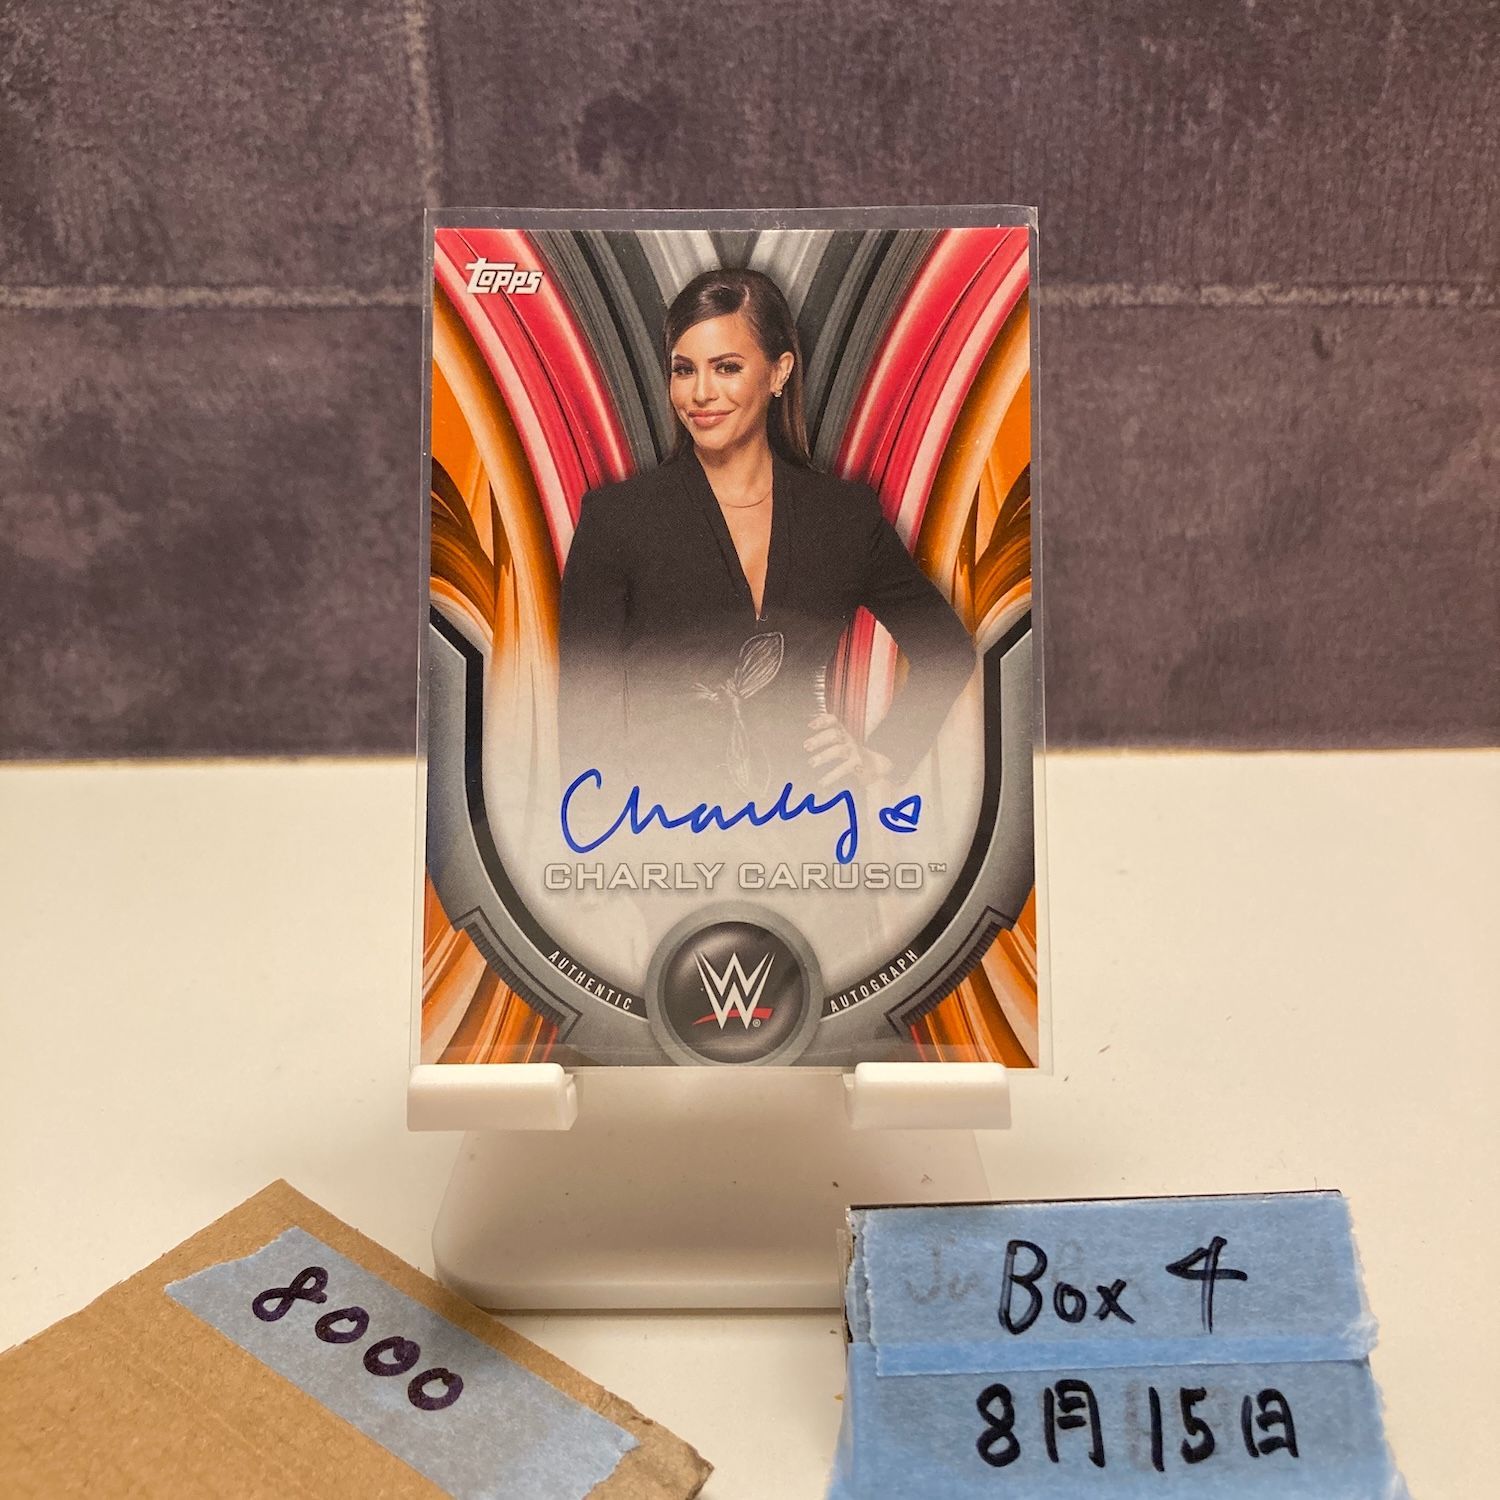 Topps
Charly
CHARLY CARUSO™
AUTHENTIC
AUTOGRAPH
W®
8000
Box 4
8月15日